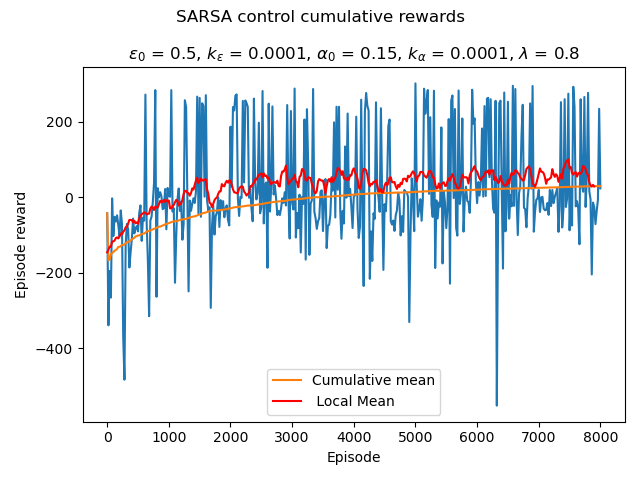 SARSA control cumulative rewards
ε₀ = 0.5, kε = 0.0001, α₀ = 0.15, kα = 0.0001, λ = 0.8
Episode reward
200
0
−200
−400
Cumulative mean
Local Mean
0 1000 2000 3000 4000 5000 6000 7000 8000
Episode